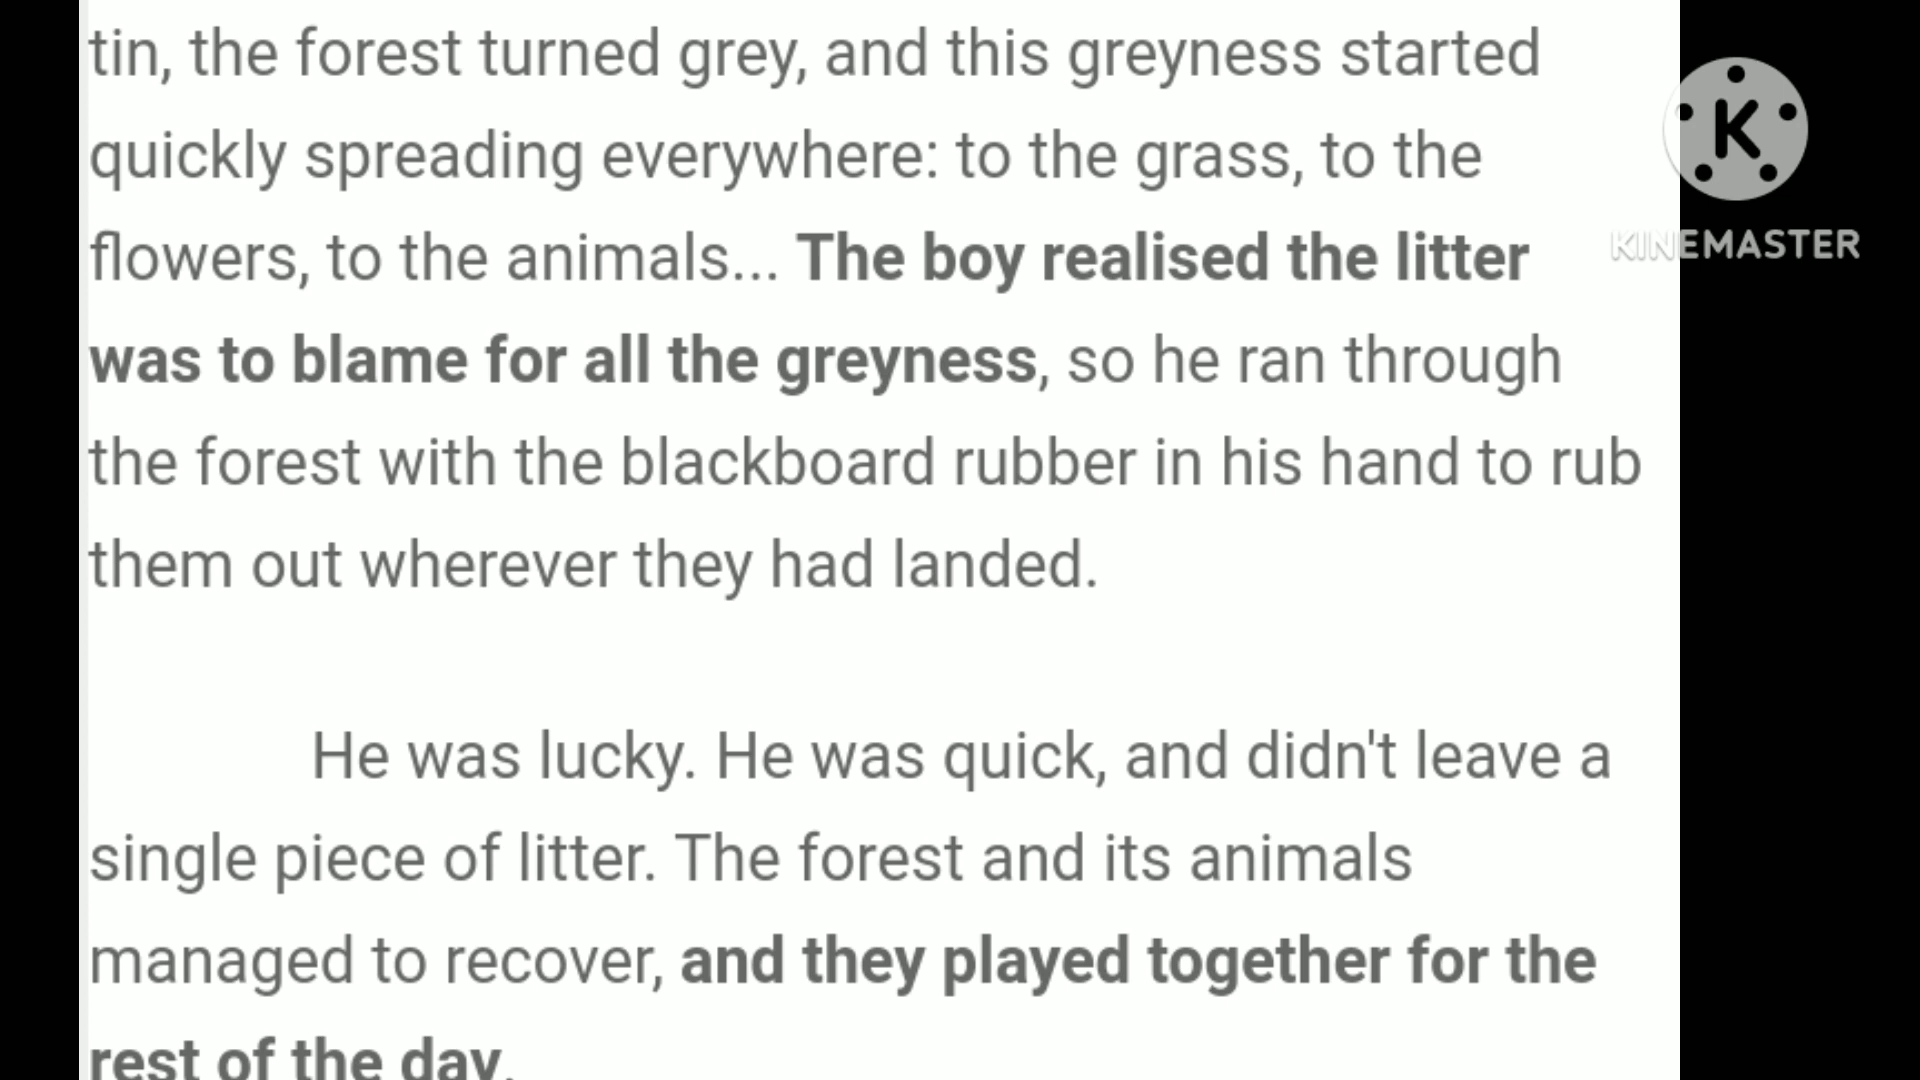 tin, the forest turned grey, and this greyness started
quickly spreading everywhere: to the grass, to the
flowers, to the animals... The boy realised the litter
was to blame for all the greyness, so he ran through
the forest with the blackboard rubber in his hand to rub
them out wherever they had landed.
He was lucky. He was quick, and didn't leave a
single piece of litter. The forest and its animals
managed to recover, and they played together for the
rest of the day.
K
KINEMASTER